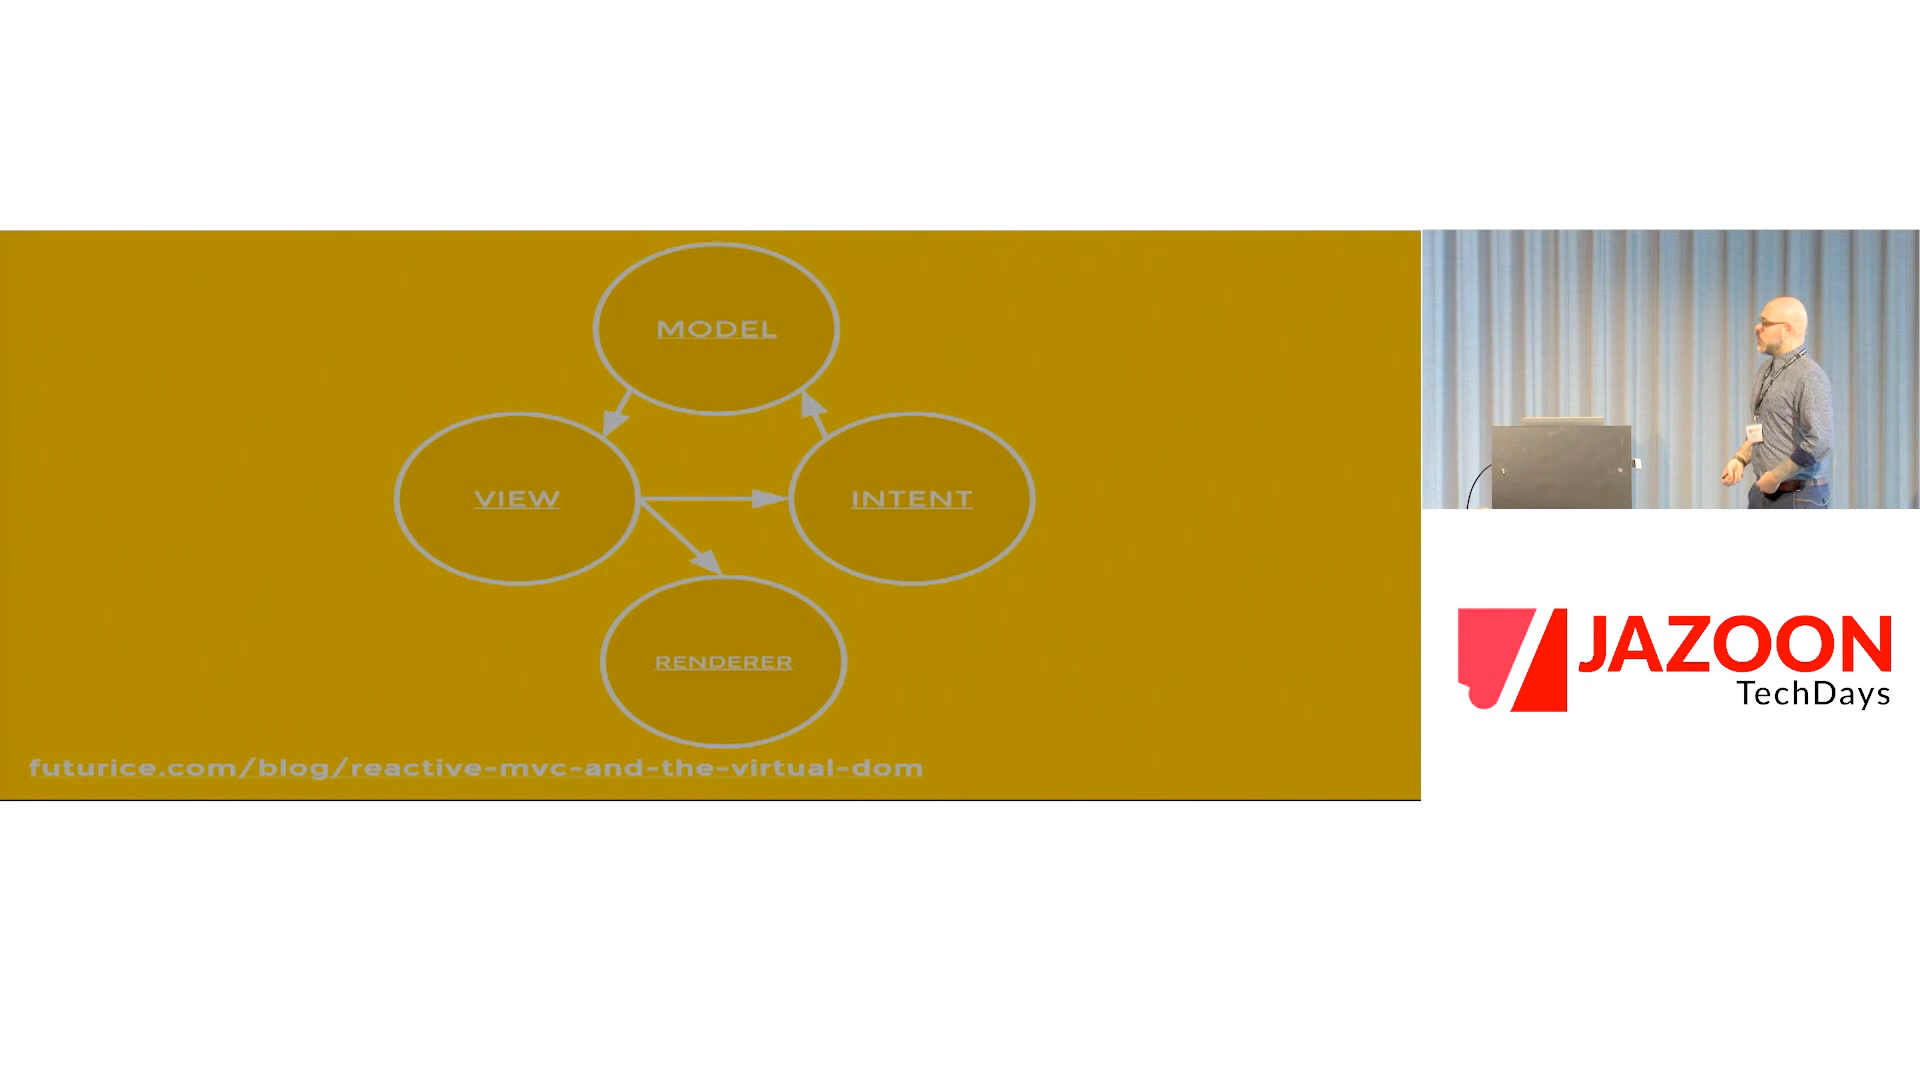 MODEL
VIEW
INTENT
RENDERER
futurice.com/blog/reactive-mvc-and-the-virtual-dom
JAZOON
TechDays